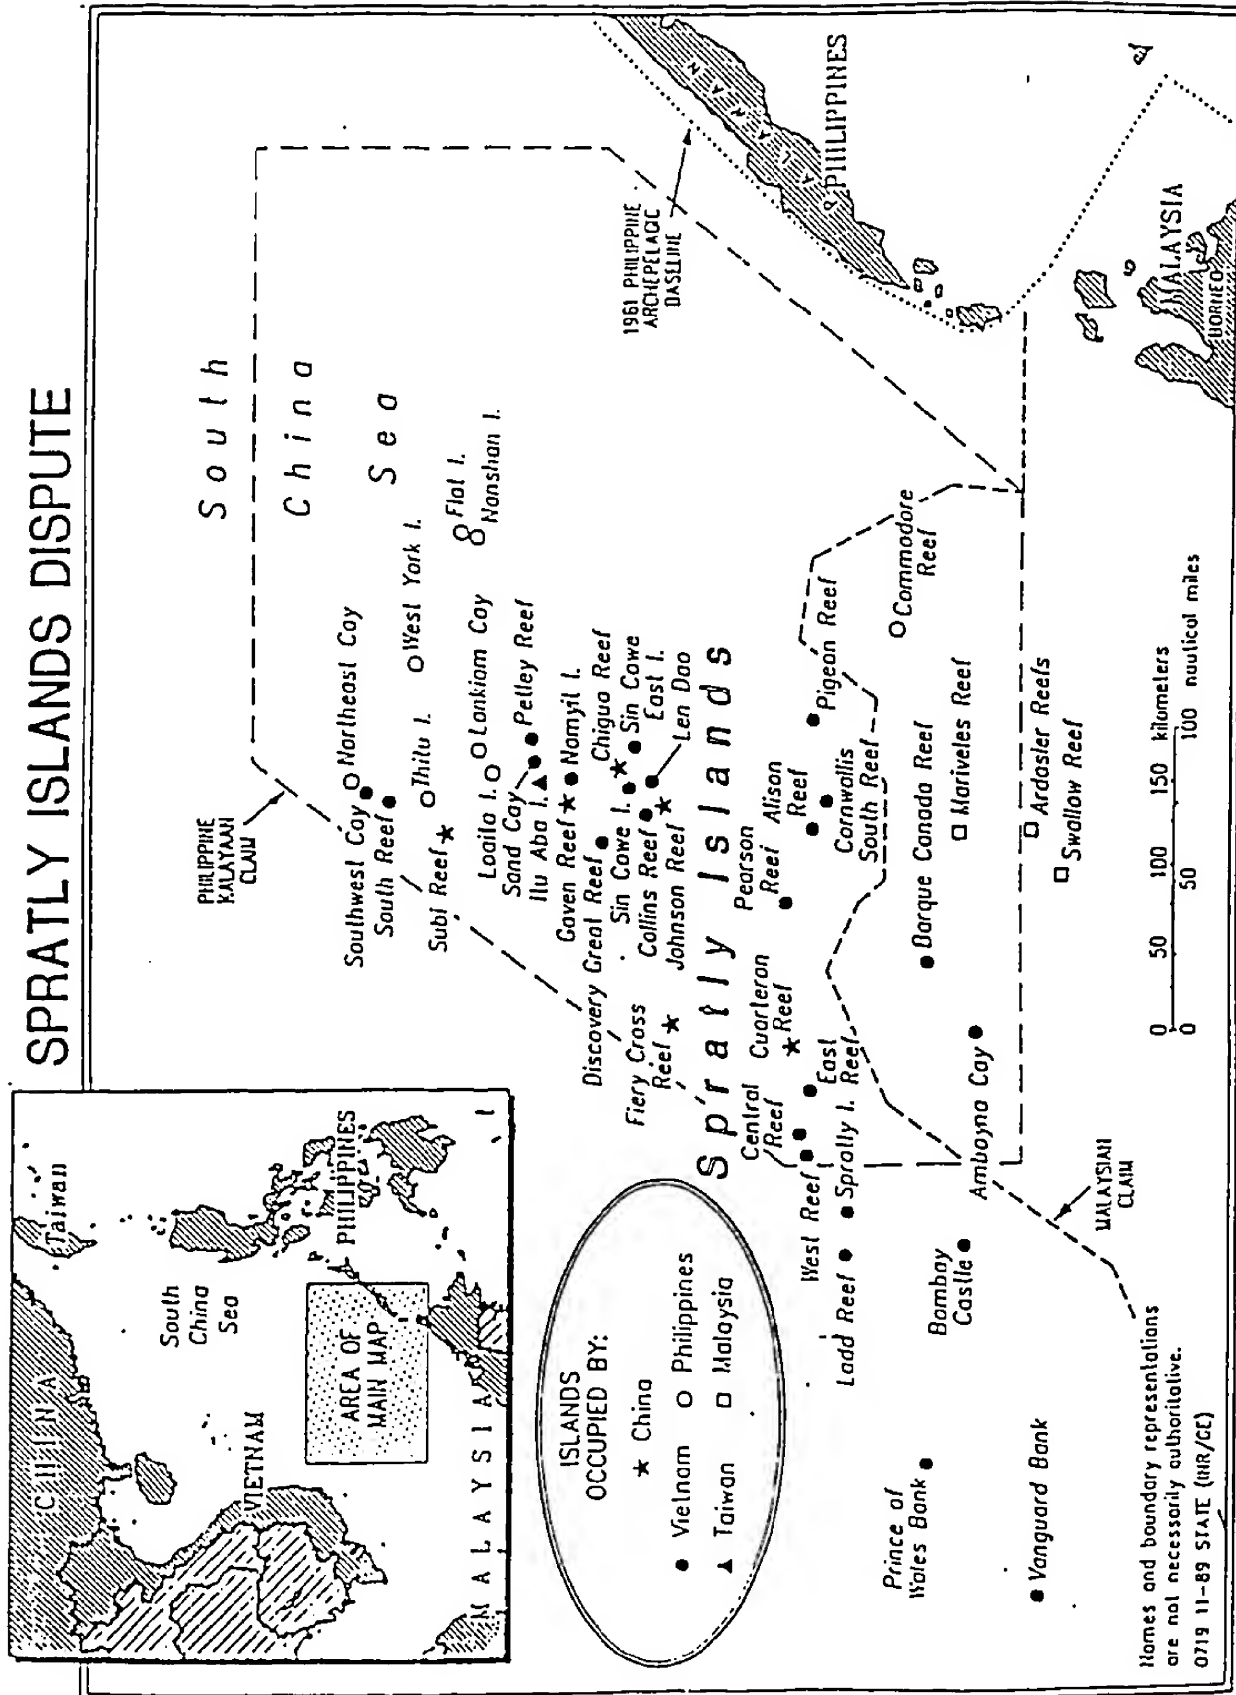 SPRATLY ISLANDS DISPUTE
CHINA
Taiwan
South
China
Sea
VIETNAM
PHILIPPINES
AREA OF
MAIN MAP
MALAYSIA
ISLANDS
OCCUPIED BY:
★ China
● Vietnam ○ Philippines
▲ Taiwan □ Malaysia
South
China
Sea
PHILIPPINE
KALAYAAN
CLAIM
1961 PHILIPPINE
ARCHEPELAGIC
BASELINE
PALAWAN
PHILIPPINES
Southwest Cay
Northeast Cay
South Reef
Subi Reef
Thitu I.
West York I.
Flat I.
Nanshan I.
Loaita I.
Lankiam Cay
Sand Cay
Petley Reef
Itu Aba I.
Gaven Reef
Namyit I.
Discovery Great Reef
Chigua Reef
Sin Cowe I.
Sin Cowe
East I.
Collins Reef
Len Dao
Johnson Reef
Fiery Cross
Reef
Spratly Islands
Pearson
Reef
Alison
Reef
Pigeon Reef
Cornwallis
South Reef
Central
Reef
Cuarteron
Reef
West Reef
East
Reef
Ladd Reef
Spratly I.
Commodore
Reef
Barque Canada Reef
Mariveles Reef
Amboyna Cay
Ardasier Reefs
Swallow Reef
Bombay
Castle
Prince of
Wales Bank
Vanguard Bank
MALAYSIAN
CLAIM
MALAYSIA
BORNEO
0 50 100 150 kilometers
0 50 100 nautical miles
Names and boundary representations
are not necessarily authoritative.
0719 11-89 STATE (INR/GE)